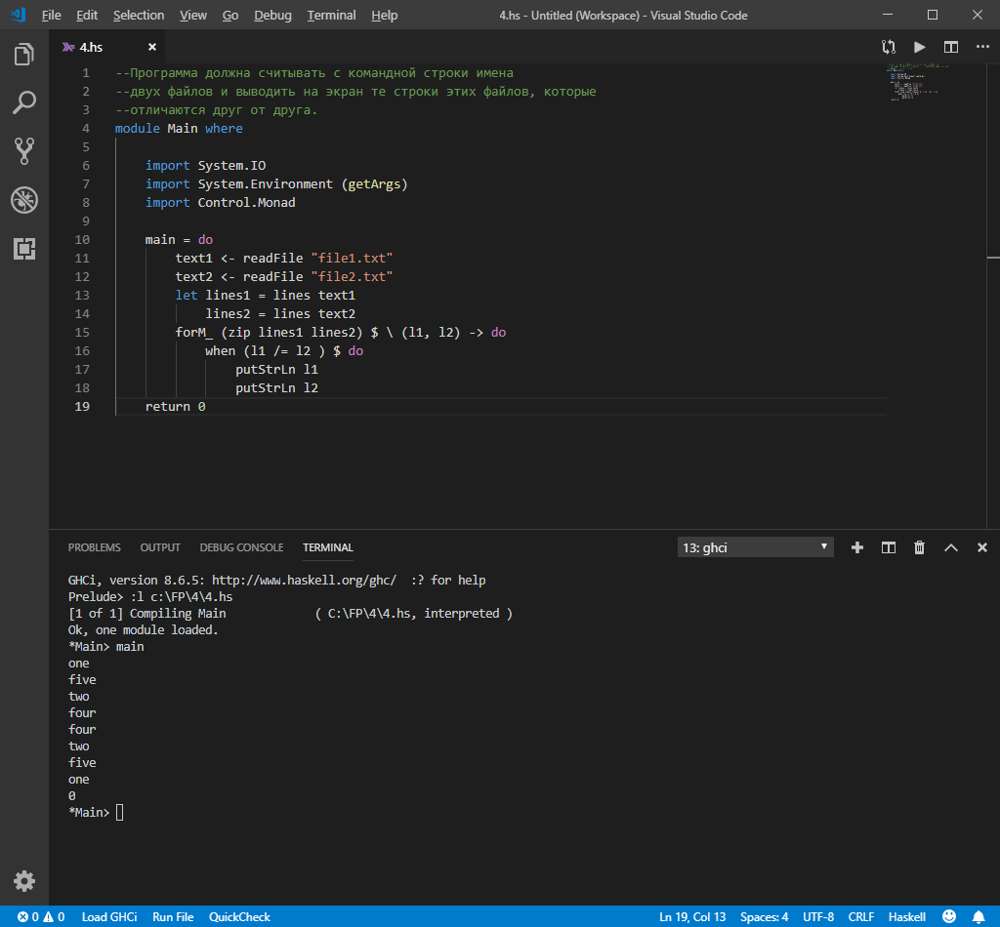 File Edit Selection View Go Debug Terminal Help 4.hs - Untitled (Workspace) - Visual Studio Code
4.hs
1 --Программа должна считывать с командной строки имена
2 --двух файлов и выводить на экран те строки этих файлов, которые
3 --отличаются друг от друга.
4 module Main where
5
6 import System.IO
7 import System.Environment (getArgs)
8 import Control.Monad
9
10 main = do
11 text1 <- readFile "file1.txt"
12 text2 <- readFile "file2.txt"
13 let lines1 = lines text1
14 lines2 = lines text2
15 forM_ (zip lines1 lines2) $ \ (l1, l2) -> do
16 when (l1 /= l2 ) $ do
17 putStrLn l1
18 putStrLn l2
19 return 0
PROBLEMS OUTPUT DEBUG CONSOLE TERMINAL 13: ghci
GHCi, version 8.6.5: http://www.haskell.org/ghc/ :? for help
Prelude> :l c:\FP\4\4.hs
[1 of 1] Compiling Main ( C:\FP\4\4.hs, interpreted )
Ok, one module loaded.
*Main> main
one
five
two
four
four
two
five
one
0
*Main>
0 0 Load GHCi Run File QuickCheck Ln 19, Col 13 Spaces: 4 UTF-8 CRLF Haskell